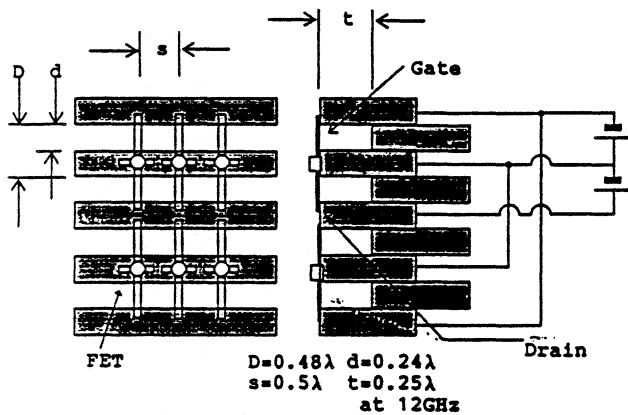 t
s
D d
Gate
FET
Drain
D=0.48λ d=0.24λ
s=0.5λ t=0.25λ
at 12GHz